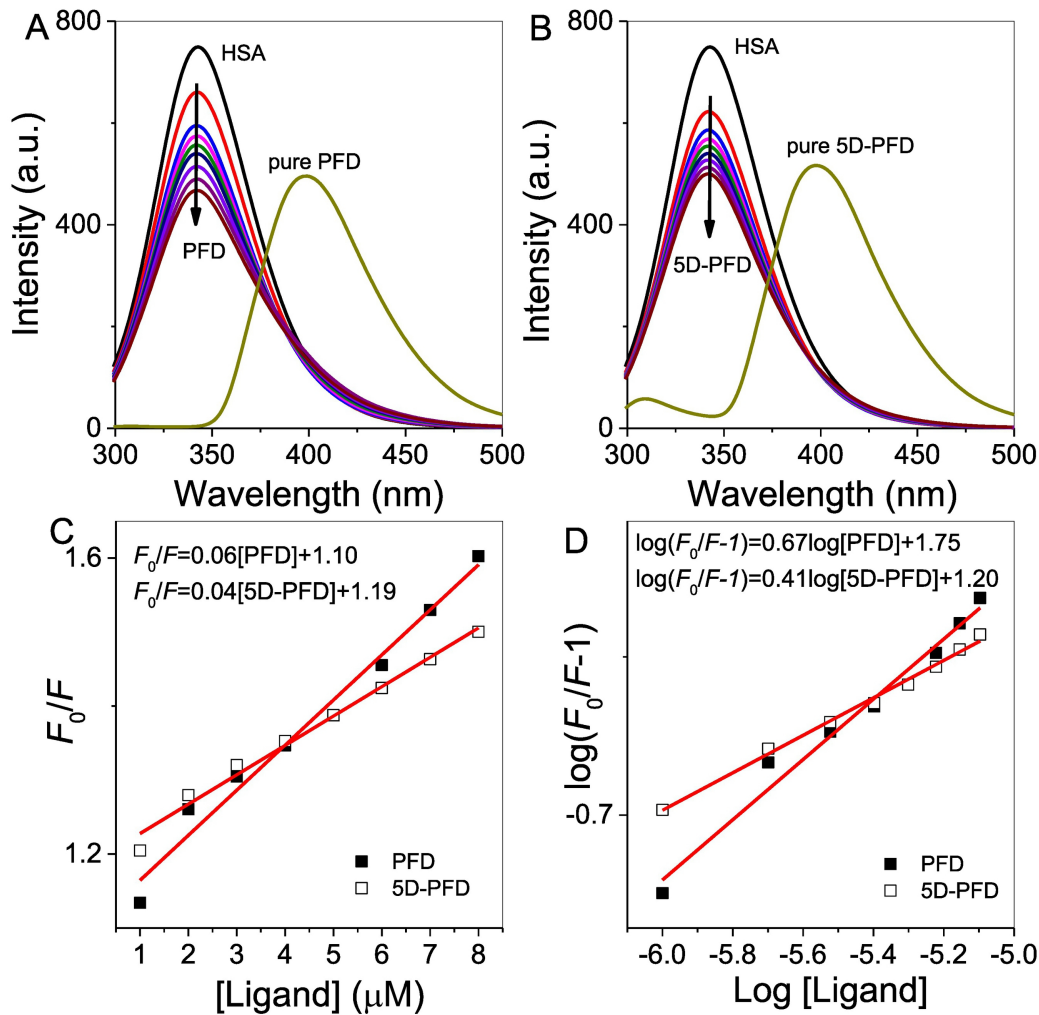 A
HSA
pure PFD
PFD
Intensity (a.u.)
800
400
0
300 350 400 450 500
Wavelength (nm)
B
HSA
pure 5D-PFD
5D-PFD
Intensity (a.u.)
800
400
0
300 350 400 450 500
Wavelength (nm)
C
F0/F=0.06[PFD]+1.10
F0/F=0.04[5D-PFD]+1.19
F0/F
1.6
1.2
PFD
5D-PFD
1 2 3 4 5 6 7 8
[Ligand] (μM)
D
log(F0/F-1)=0.67log[PFD]+1.75
log(F0/F-1)=0.41log[5D-PFD]+1.20
log(F0/F-1)
-0.7
PFD
5D-PFD
-6.0 -5.8 -5.6 -5.4 -5.2 -5.0
Log [Ligand]